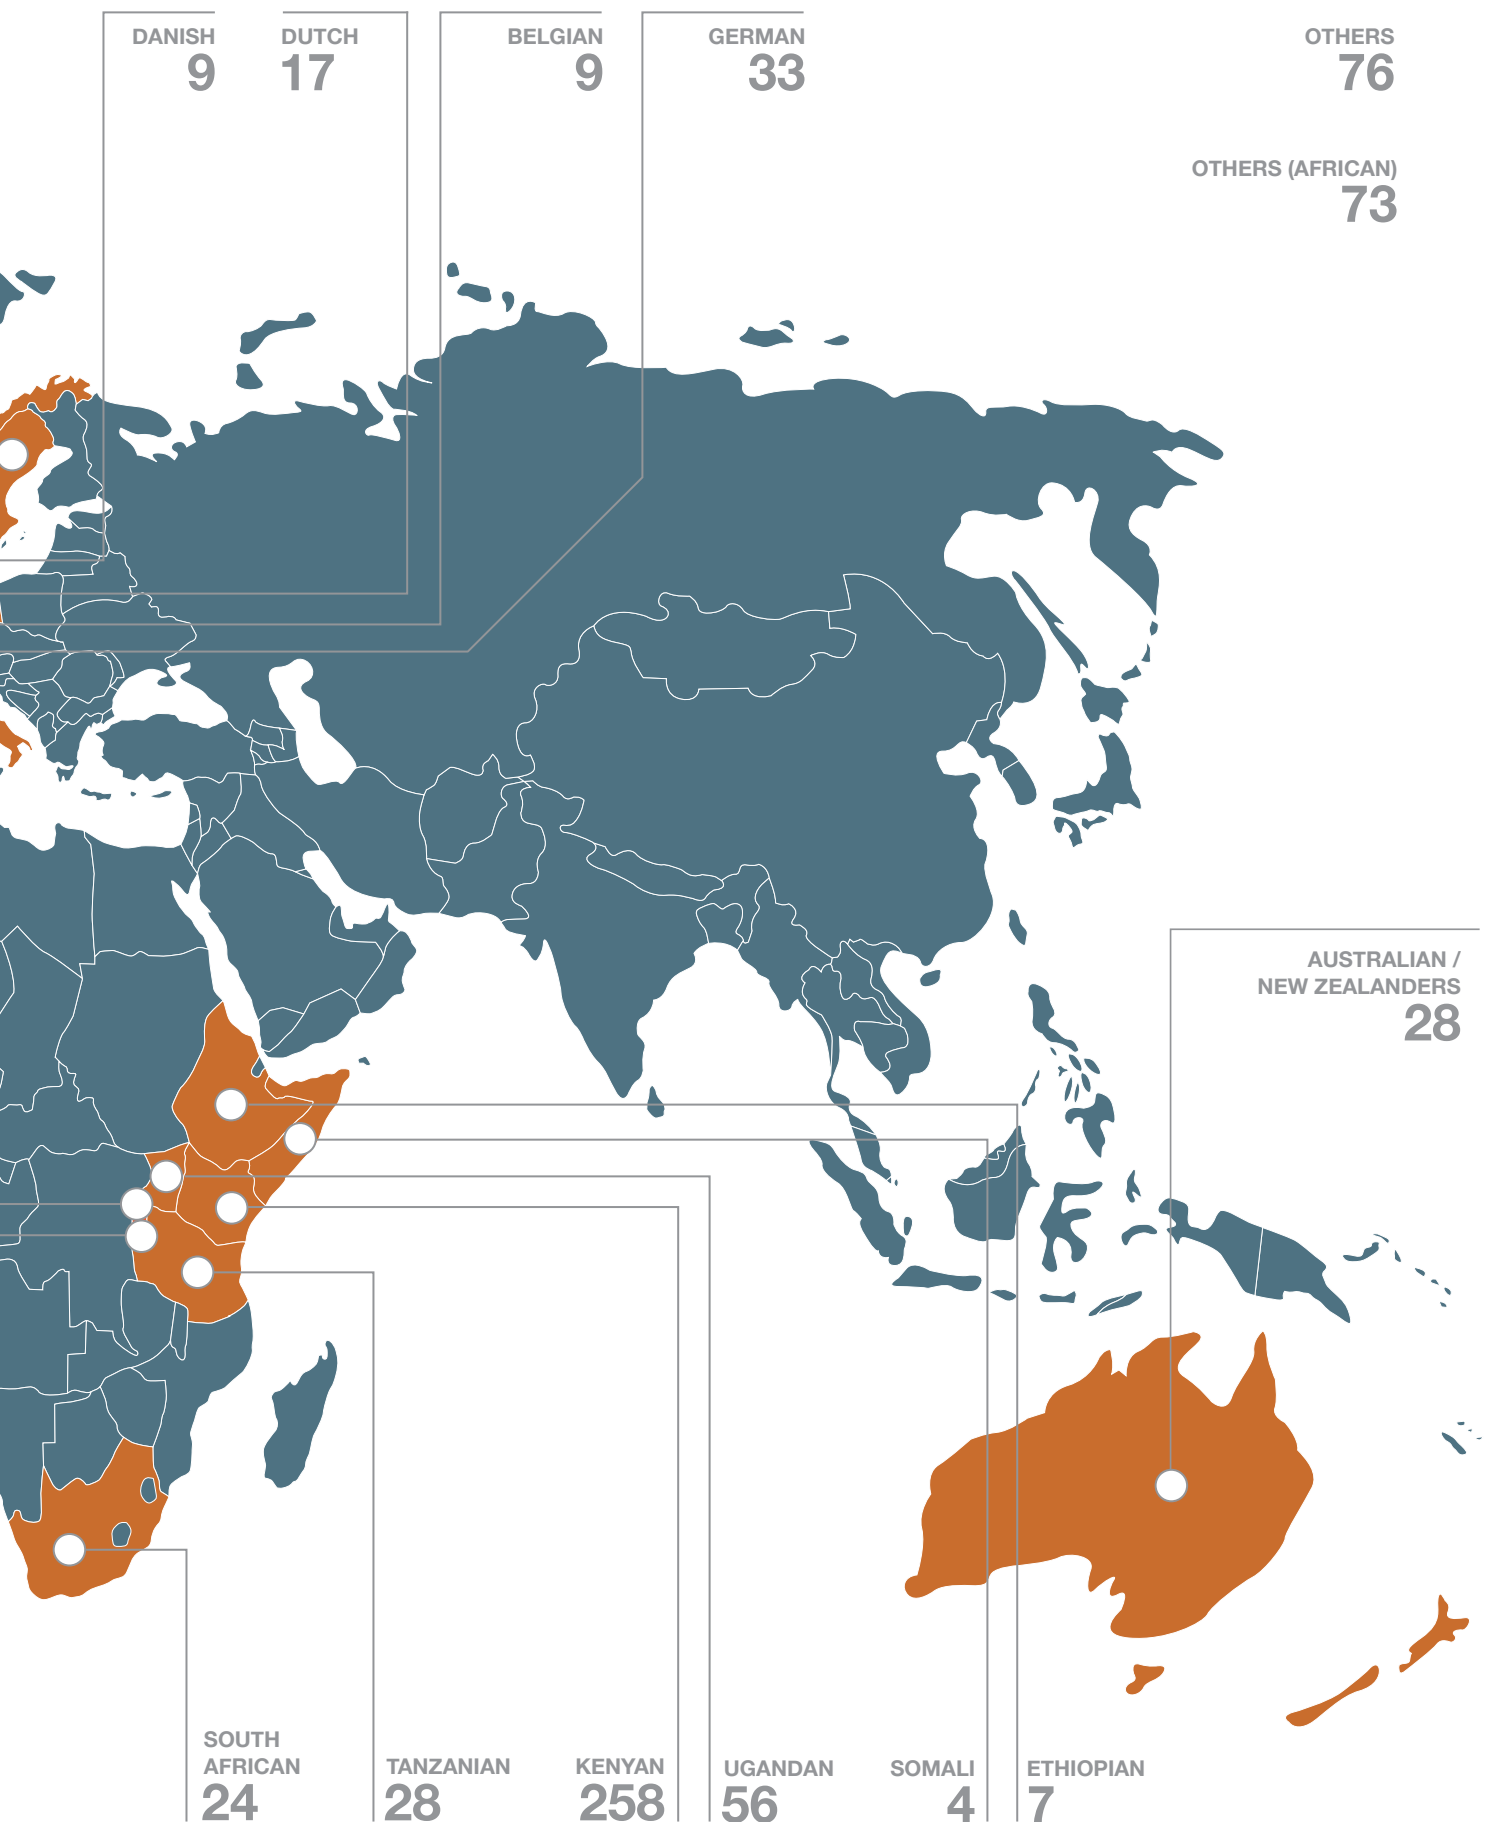 DANISH
9
DUTCH
17
BELGIAN
9
GERMAN
33
OTHERS
76
OTHERS (AFRICAN)
73
AUSTRALIAN /
NEW ZEALANDERS
28
SOUTH
AFRICAN
24
TANZANIAN
28
KENYAN
258
UGANDAN
56
SOMALI
4
ETHIOPIAN
7